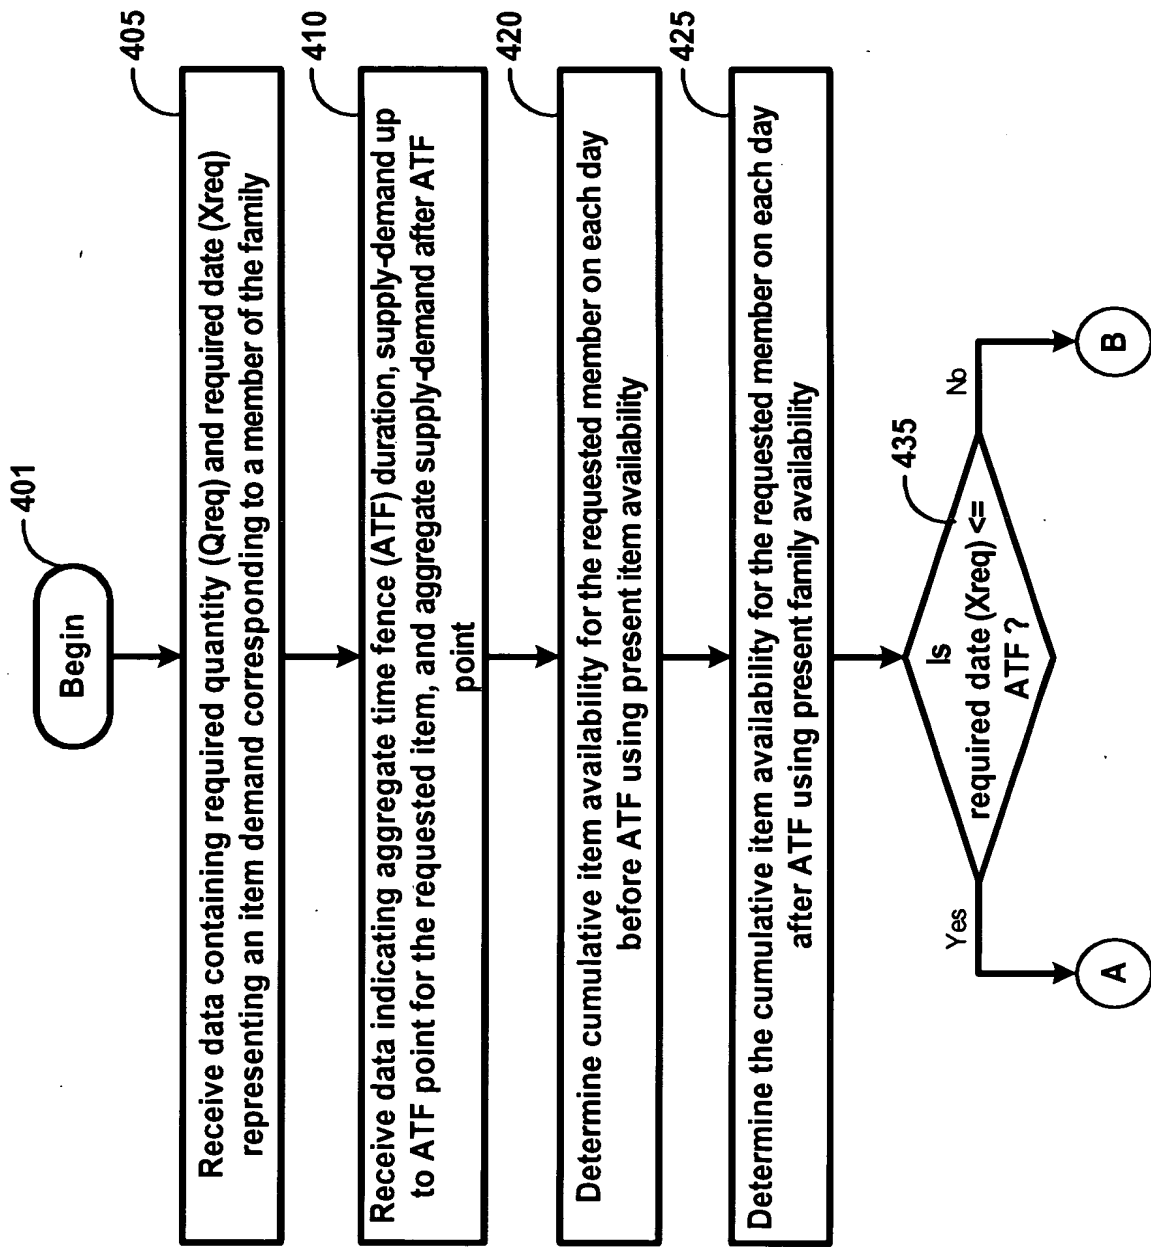 401
Begin
405
Receive data containing required quantity (Qreq) and required date (Xreq)
representing an item demand corresponding to a member of the family
410
Receive data indicating aggregate time fence (ATF) duration, supply-demand up
to ATF point for the requested item, and aggregate supply-demand after ATF
point
420
Determine cumulative item availability for the requested member on each day
before ATF using present item availability
425
Determine the cumulative item availability for the requested member on each day
after ATF using present family availability
435
Is
required date (Xreq) <=
ATF ?
Yes
No
A
B